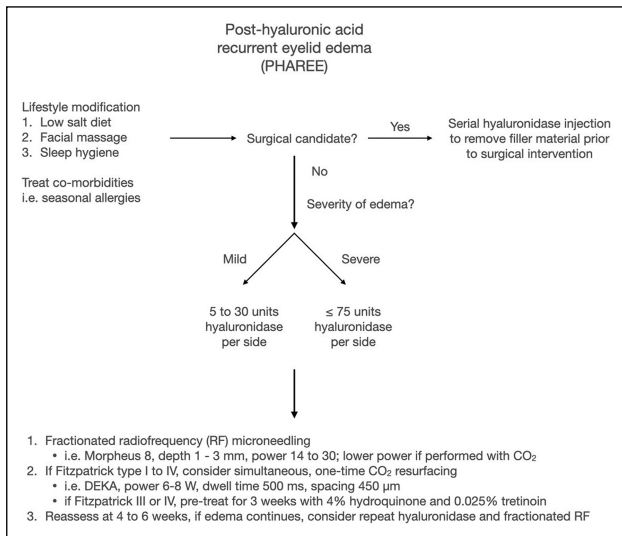 Post-hyaluronic acid
recurrent eyelid edema
(PHAREE)
Lifestyle modification
1. Low salt diet
2. Facial massage
3. Sleep hygiene
Treat co-morbidities
i.e. seasonal allergies
Surgical candidate?
Yes
Serial hyaluronidase injection
to remove filler material prior
to surgical intervention
No
Severity of edema?
Mild
Severe
5 to 30 units
hyaluronidase
per side
≤ 75 units
hyaluronidase
per side
1. Fractionated radiofrequency (RF) microneedling
• i.e. Morpheus 8, depth 1 - 3 mm, power 14 to 30; lower power if performed with CO₂
2. If Fitzpatrick type I to IV, consider simultaneous, one-time CO₂ resurfacing
• i.e. DEKA, power 6-8 W, dwell time 500 ms, spacing 450 μm
• if Fitzpatrick III or IV, pre-treat for 3 weeks with 4% hydroquinone and 0.025% tretinoin
3. Reassess at 4 to 6 weeks, if edema continues, consider repeat hyaluronidase and fractionated RF